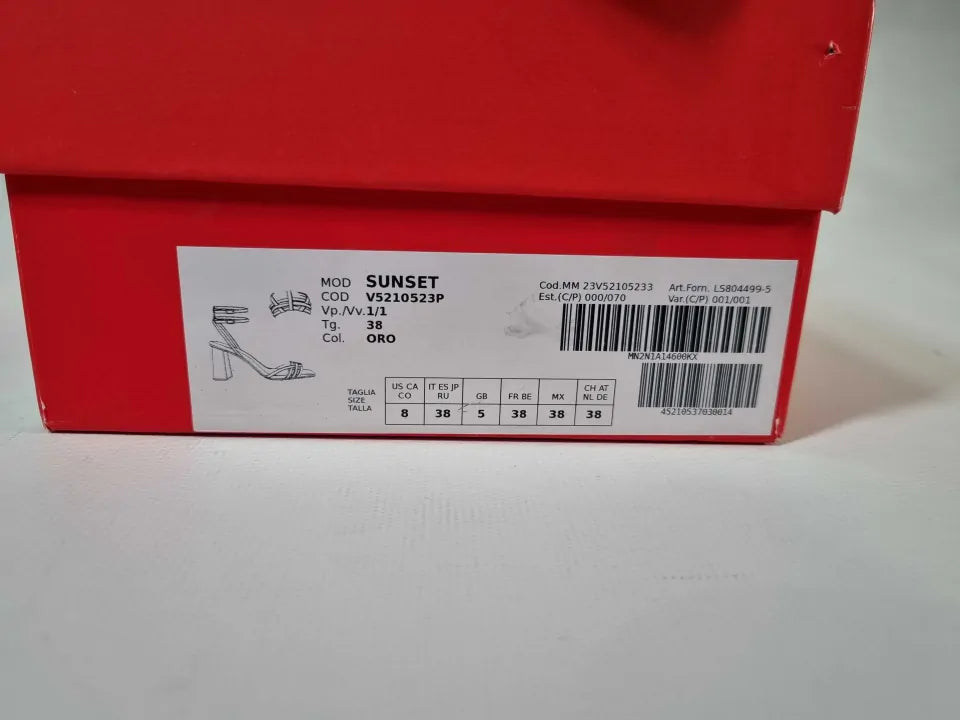 MOD SUNSET
COD V5210523P
Vp./Vv. 1/1
Tg. 38
Col. ORO
Cod.MM 23V52105233 Art.Forn. LS804499-5
Est.(C/P) 000/070 Var.(C/P) 001/001
MN2N1A14600KX
45210537030014
TAGLIA
SIZE
TALLA
US CA CO
IT ES JP RU
GB
FR BE
MX
CH AT NL DE
8 38 5 38 38 38